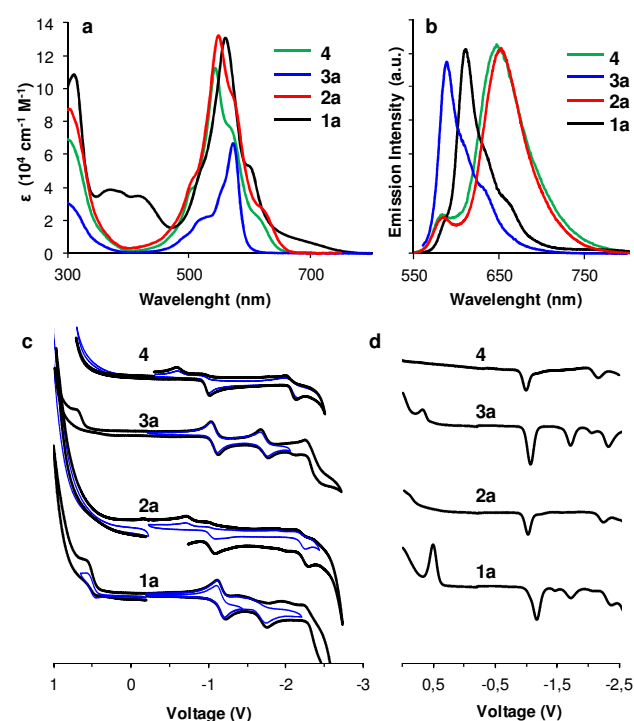 a
4
3a
2a
1a
ε (10⁴ cm⁻¹ M⁻¹)
14
12
10
8
6
4
2
0
300
500
700
Wavelenght (nm)
b
4
3a
2a
1a
Emission Intensity (a.u.)
550
650
750
Wavelenght (nm)
c
4
3a
2a
1a
1
0
-1
-2
-3
Voltage (V)
d
4
3a
2a
1a
0,5
-0,5
-1,5
-2,5
Voltage (V)